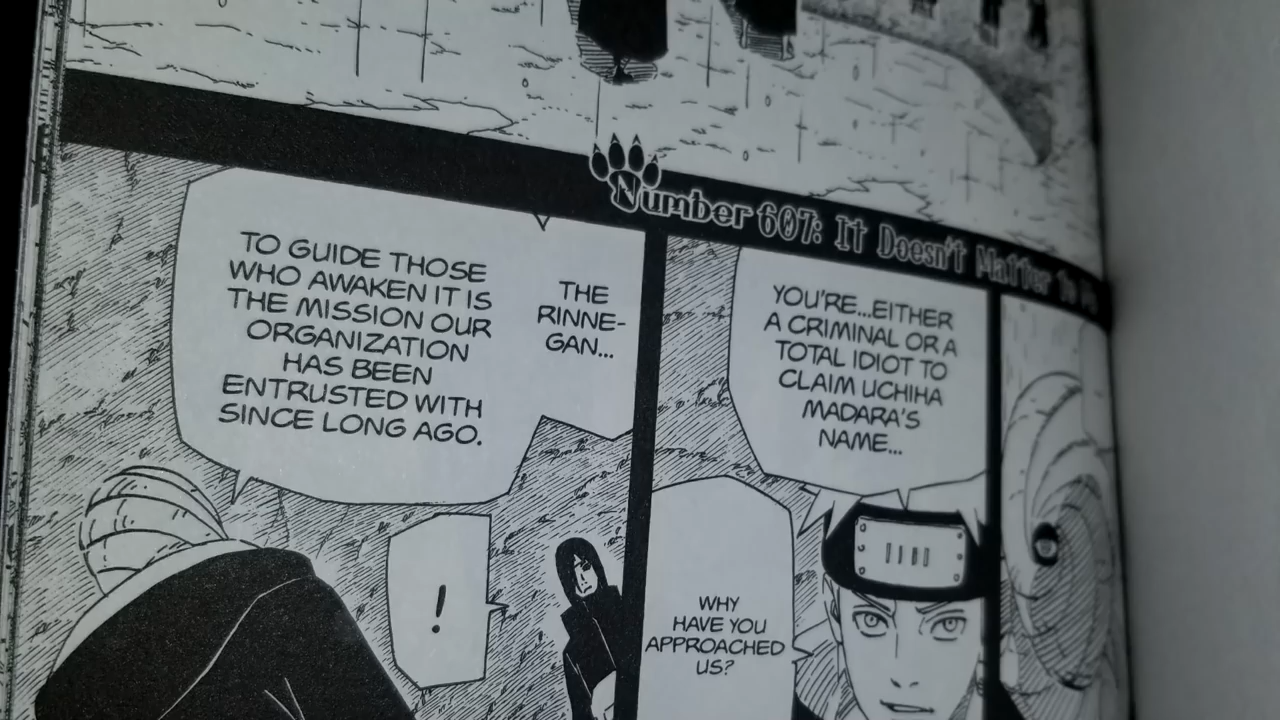 Number 607: It Doesn't Matter to
YOU'RE...EITHER
A CRIMINAL OR A
TOTAL IDIOT TO
CLAIM UCHIHA
MADARA'S
NAME...
WHY
HAVE YOU
APPROACHED
US?
THE
RINNE-
GAN...
TO GUIDE THOSE
WHO AWAKEN IT IS
THE MISSION OUR
ORGANIZATION
HAS BEEN
ENTRUSTED WITH
SINCE LONG AGO.
!